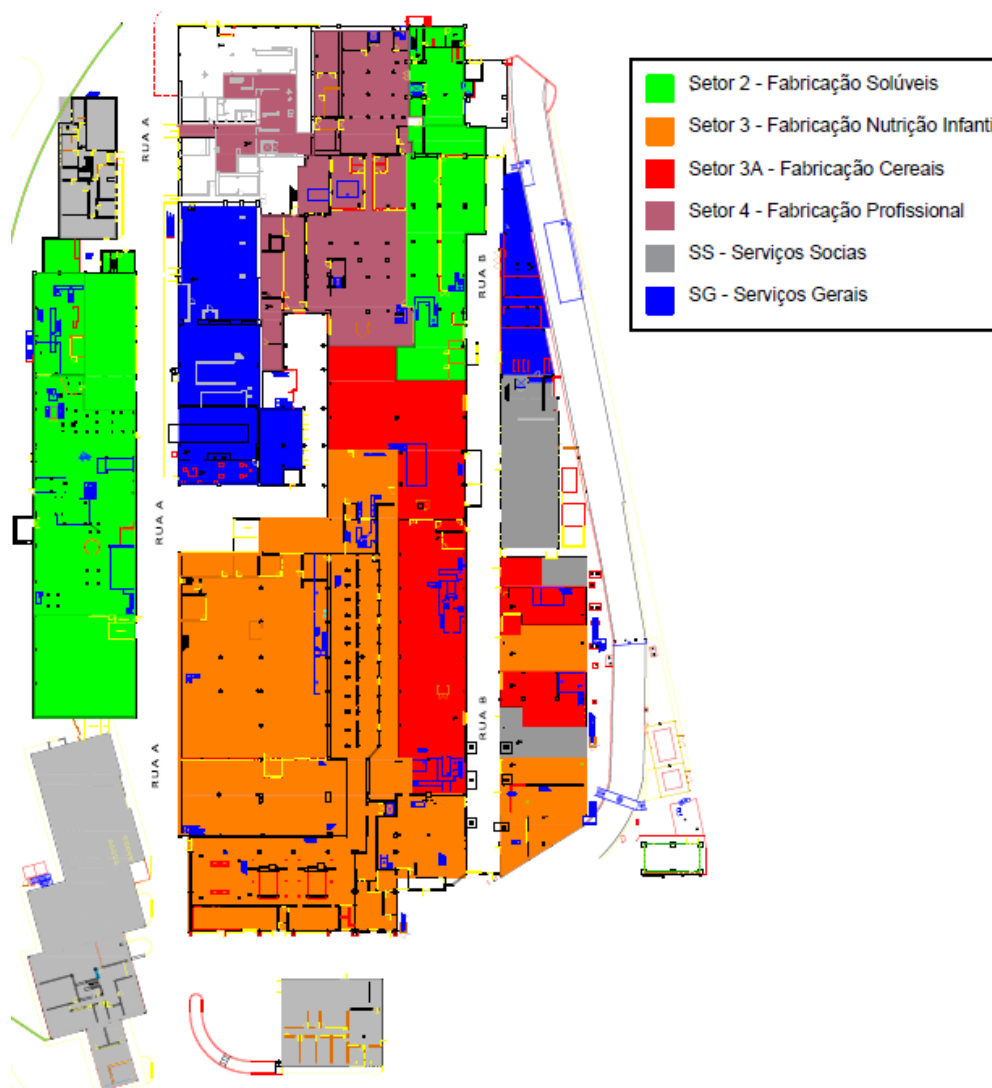 Setor 2 - Fabricação Solúveis
Setor 3 - Fabricação Nutrição Infanti
Setor 3A - Fabricação Cereais
Setor 4 - Fabricação Profissional
SS - Serviços Socias
SG - Serviços Gerais
RUA A
RUA B
RUA A
RUA B
RUA A